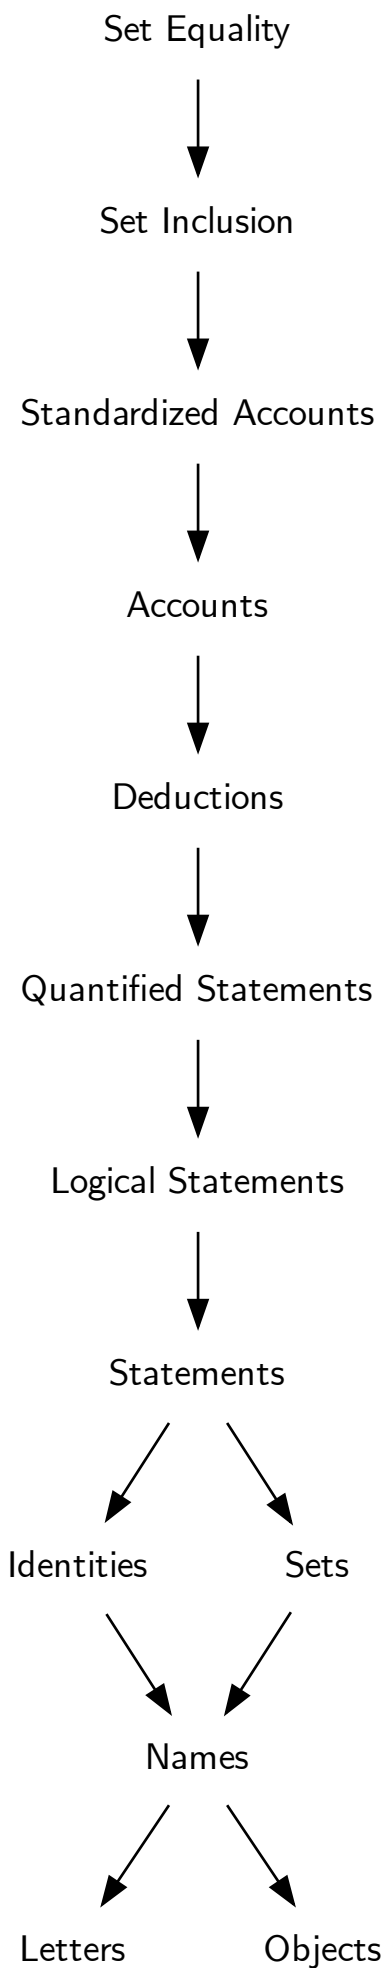 Set Equality
Set Inclusion
Standardized Accounts
Accounts
Deductions
Quantified Statements
Logical Statements
Statements
Identities
Sets
Names
Letters
Objects